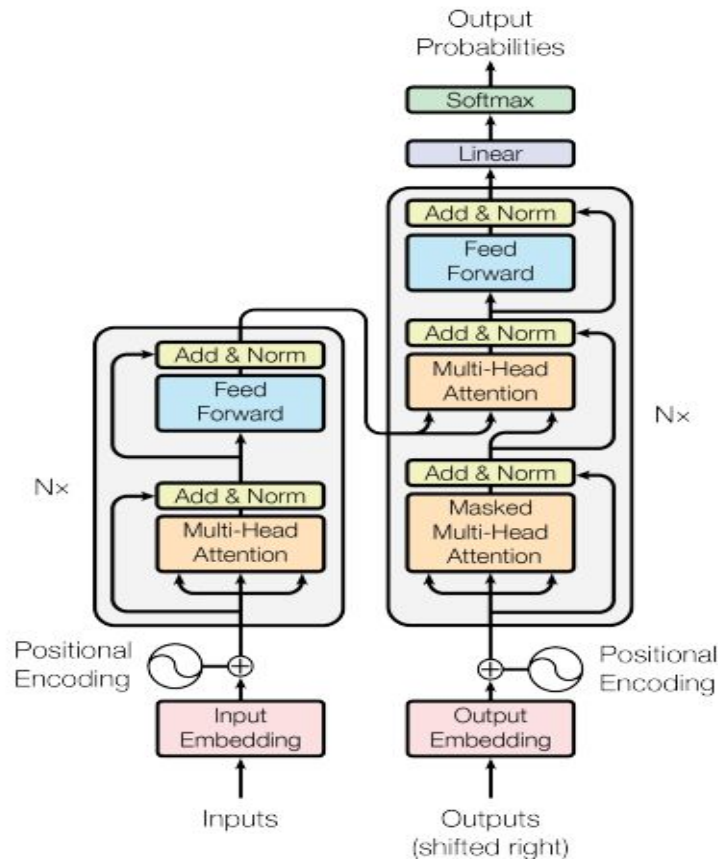 Output
Probabilities
Softmax
Linear
Add & Norm
Feed
Forward
Add & Norm
Multi-Head
Attention
Add & Norm
Masked
Multi-Head
Attention
Nx
Add & Norm
Feed
Forward
Add & Norm
Multi-Head
Attention
Nx
Positional
Encoding
Positional
Encoding
Input
Embedding
Output
Embedding
Inputs
Outputs
(shifted right)